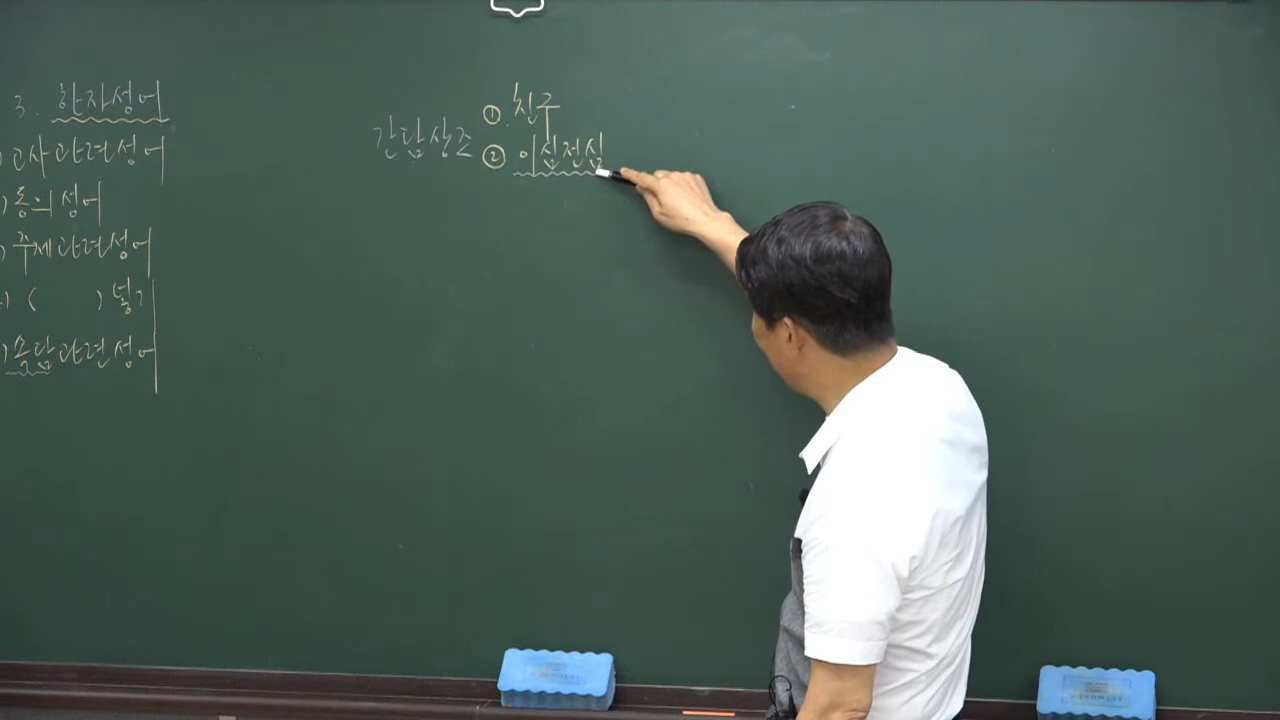 3. 한자성어
) 고사관련성어
) 동의성어
) 주제관련성어
) ( ) 넣기
) 속담관련성어
간담상조
① 친구
② 이심전심